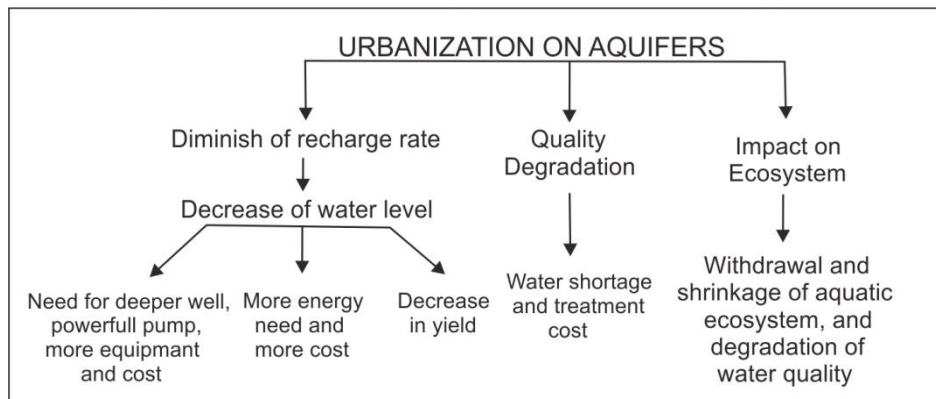 URBANIZATION ON AQUIFERS
Diminish of recharge rate
Quality
Degradation
Impact on
Ecosystem
Decrease of water level
Need for deeper well,
powerfull pump,
more equipmant
and cost
More energy
need and
more cost
Decrease
in yield
Water shortage
and treatment
cost
Withdrawal and
shrinkage of aquatic
ecosystem, and
degradation of
water quality